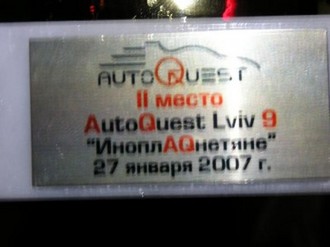 AUTOQUEST
II место
AutoQuest Lviv 9
"ИноплAQнетяне"
27 января 2007 г.